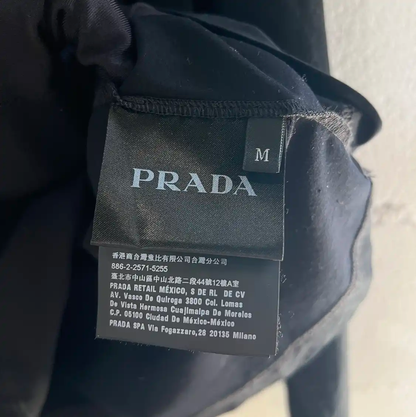 M
PRADA
香港商台灣普比有限公司台灣分公司
886-2-2571-5255
臺北市中山區中山北路二段44號12樓A室
PRADA RETAIL MÉXICO, S DE RL DE CV
AV. Vasco De Quiroga 3800 Col. Lomas
De Vista Hermosa Cuajimalpa De Morelos
C.P. 05100 Ciudad De México-México
PRADA SPA Via Fogazzaro,28 20135 Milano